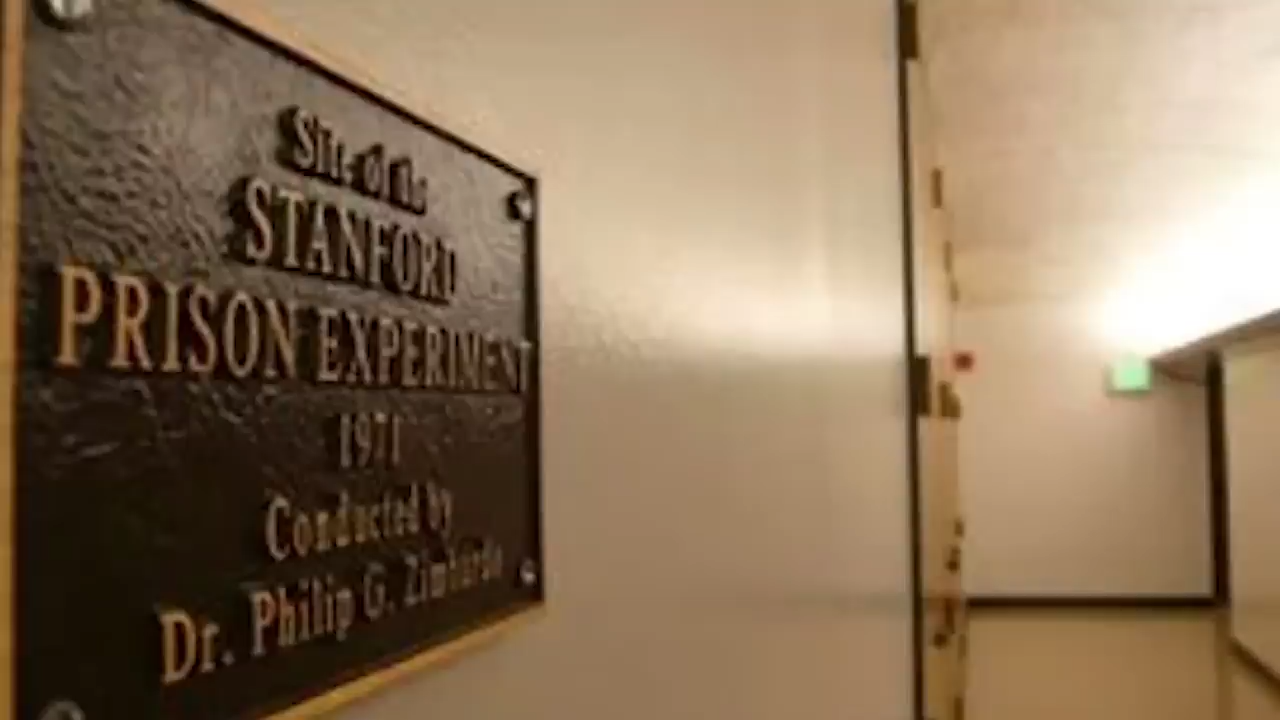 Site of the
STANFORD
PRISON EXPERIMENT
1971
Conducted by
Dr. Philip G. Zimbardo